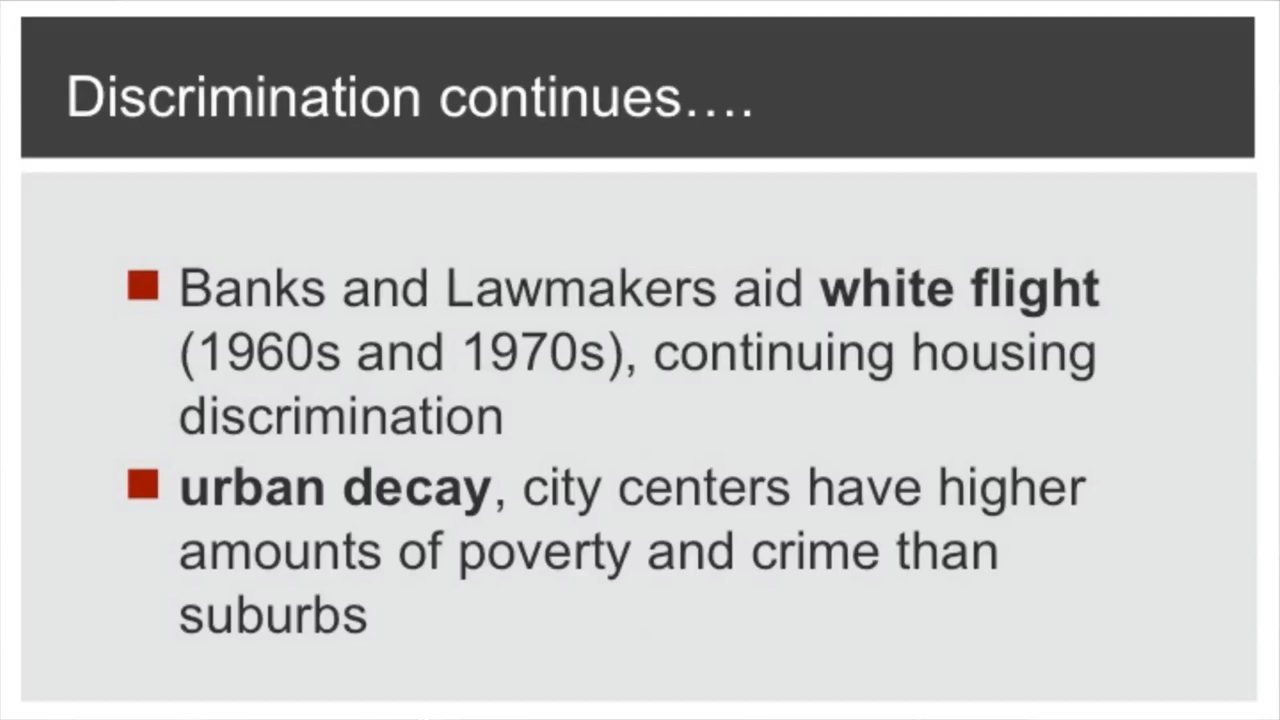 Discrimination continues….
Banks and Lawmakers aid white flight
(1960s and 1970s), continuing housing
discrimination
urban decay, city centers have higher
amounts of poverty and crime than
suburbs